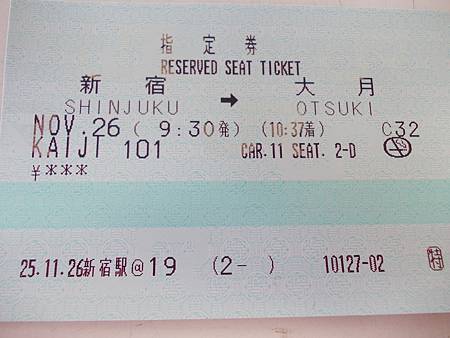 指定券
RESERVED SEAT TICKET
新宿 → 大月
SHINJUKU OTSUKI
NOV.26 ( 9:30発) (10:37着) C32
KAIJI 101 CAR.11 SEAT. 2-D
¥***
25.11.26新宿駅@19 (2- ) 10127-02 特